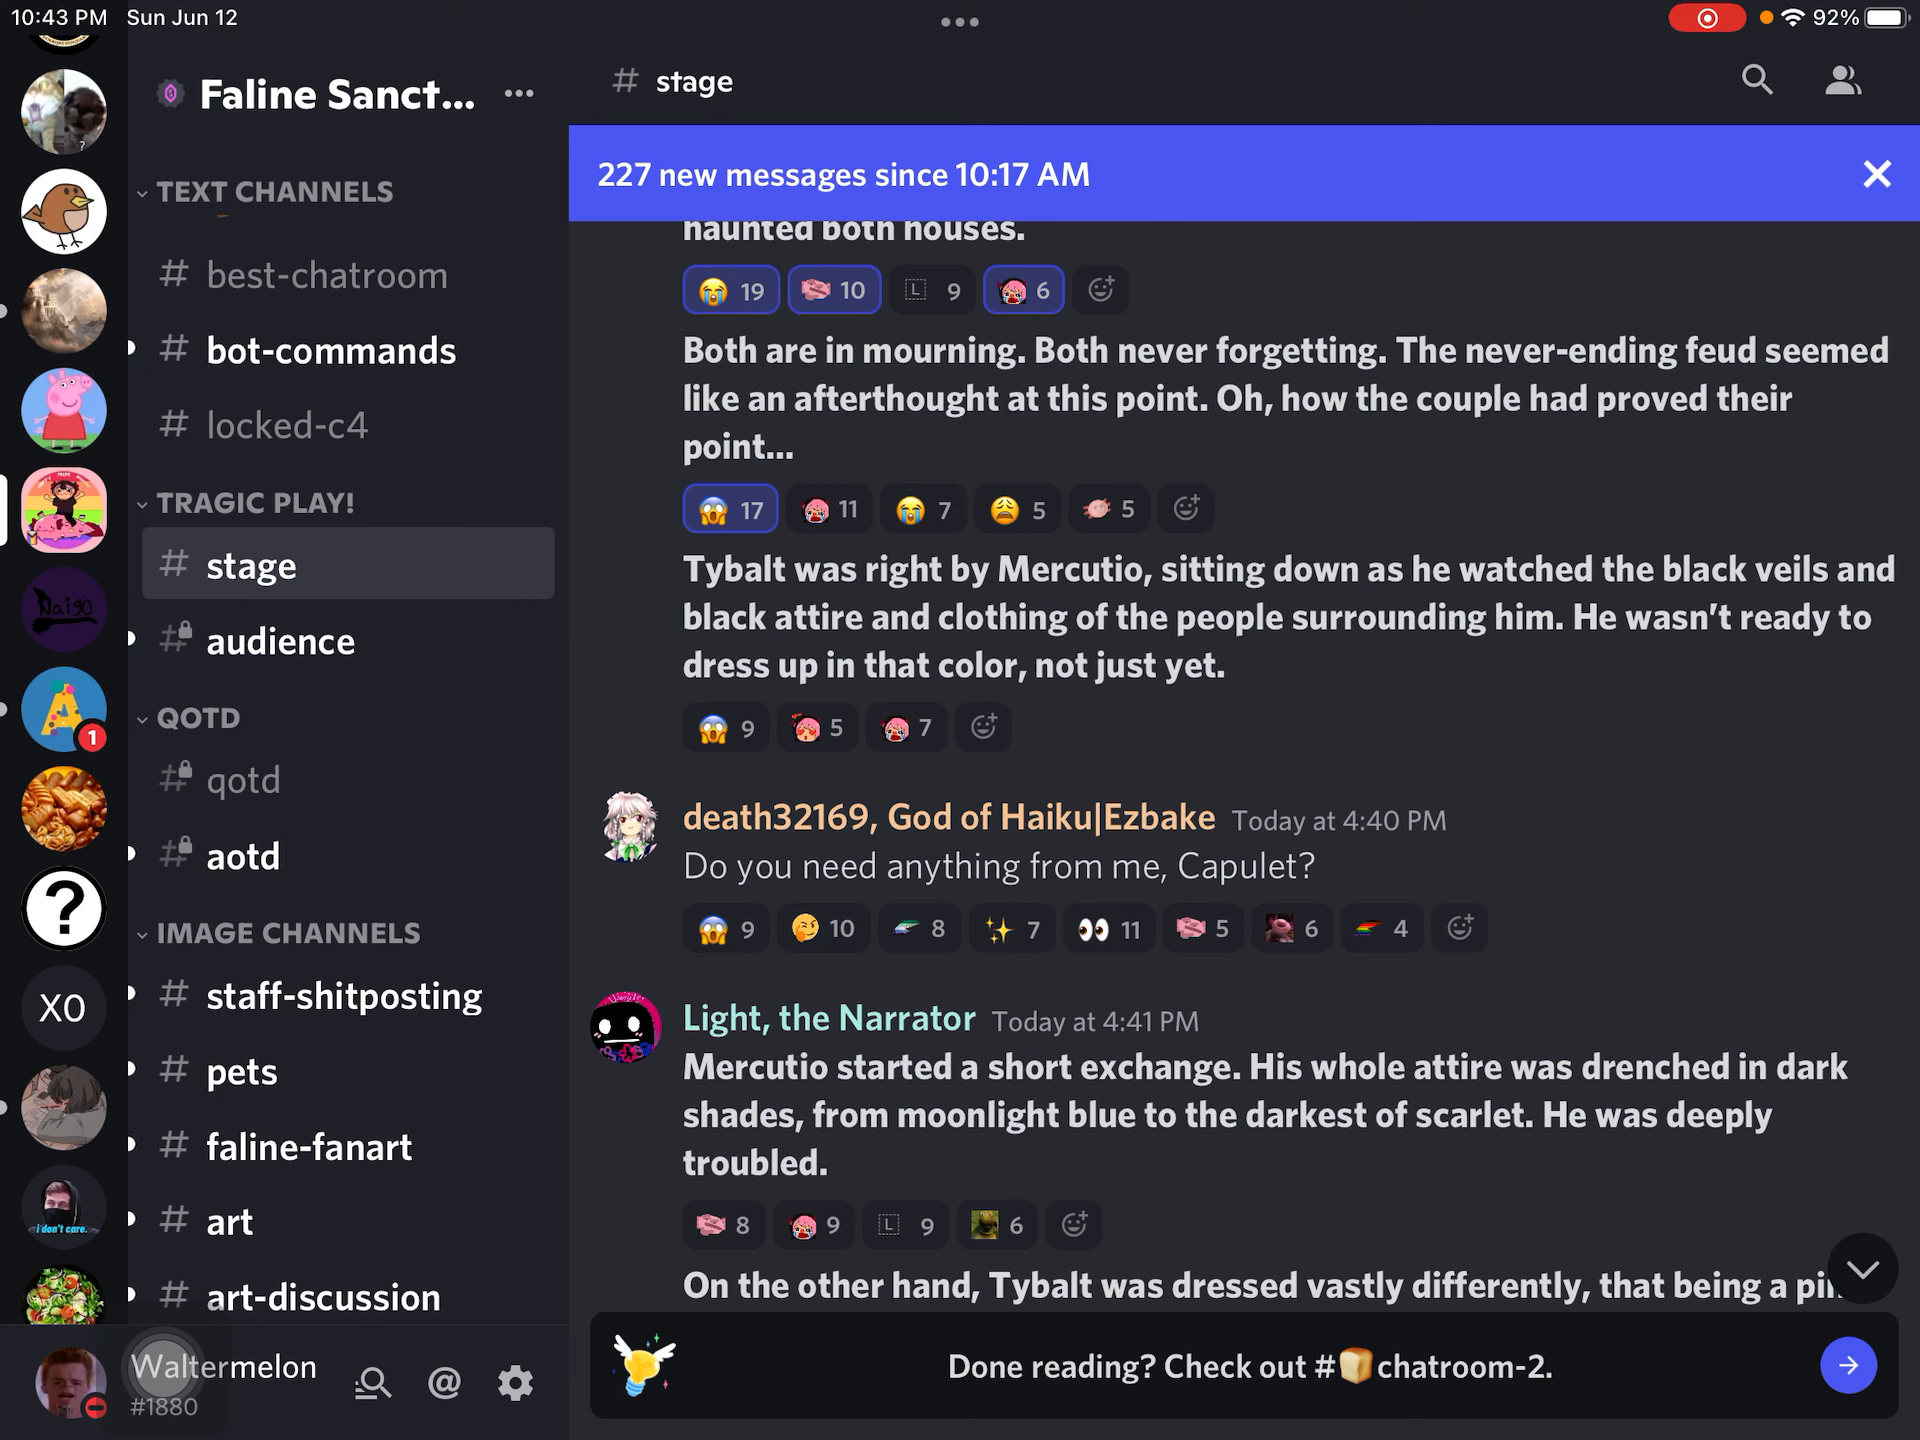 10:43 PM Sun Jun 12
92%
Faline Sanct...
TEXT CHANNELS
# best-chatroom
# bot-commands
# locked-c4
TRAGIC PLAY!
# stage
# audience
QOTD
# qotd
# aotd
IMAGE CHANNELS
# staff-shitposting
# pets
# faline-fanart
# art
# art-discussion
?
Naigo
A
1
?
XO
i don't care.
Waltermelon
#1880
@
# stage
227 new messages since 10:17 AM
haunted both houses.
19 10 L 9 6
Both are in mourning. Both never forgetting. The never-ending feud seemed
like an afterthought at this point. Oh, how the couple had proved their
point...
17 11 7 5 5
Tybalt was right by Mercutio, sitting down as he watched the black veils and
black attire and clothing of the people surrounding him. He wasn't ready to
dress up in that color, not just yet.
9 5 7
death32169, God of Haiku|Ezbake Today at 4:40 PM
Do you need anything from me, Capulet?
9 10 8 7 11 5 6 4
Light, the Narrator Today at 4:41 PM
Mercutio started a short exchange. His whole attire was drenched in dark
shades, from moonlight blue to the darkest of scarlet. He was deeply
troubled.
8 9 L 9 6
On the other hand, Tybalt was dressed vastly differently, that being a
Done reading? Check out #🍞chatroom-2.